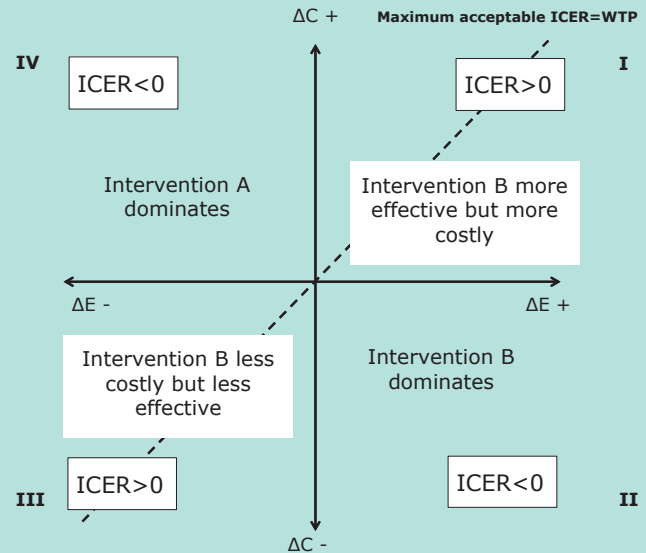 ΔC +
Maximum acceptable ICER=WTP
IV
I
ICER<0
ICER>0
Intervention A
dominates
Intervention B more
effective but more
costly
ΔE -
ΔE +
Intervention B less
costly but less
effective
Intervention B
dominates
ICER>0
ICER<0
III
II
ΔC -